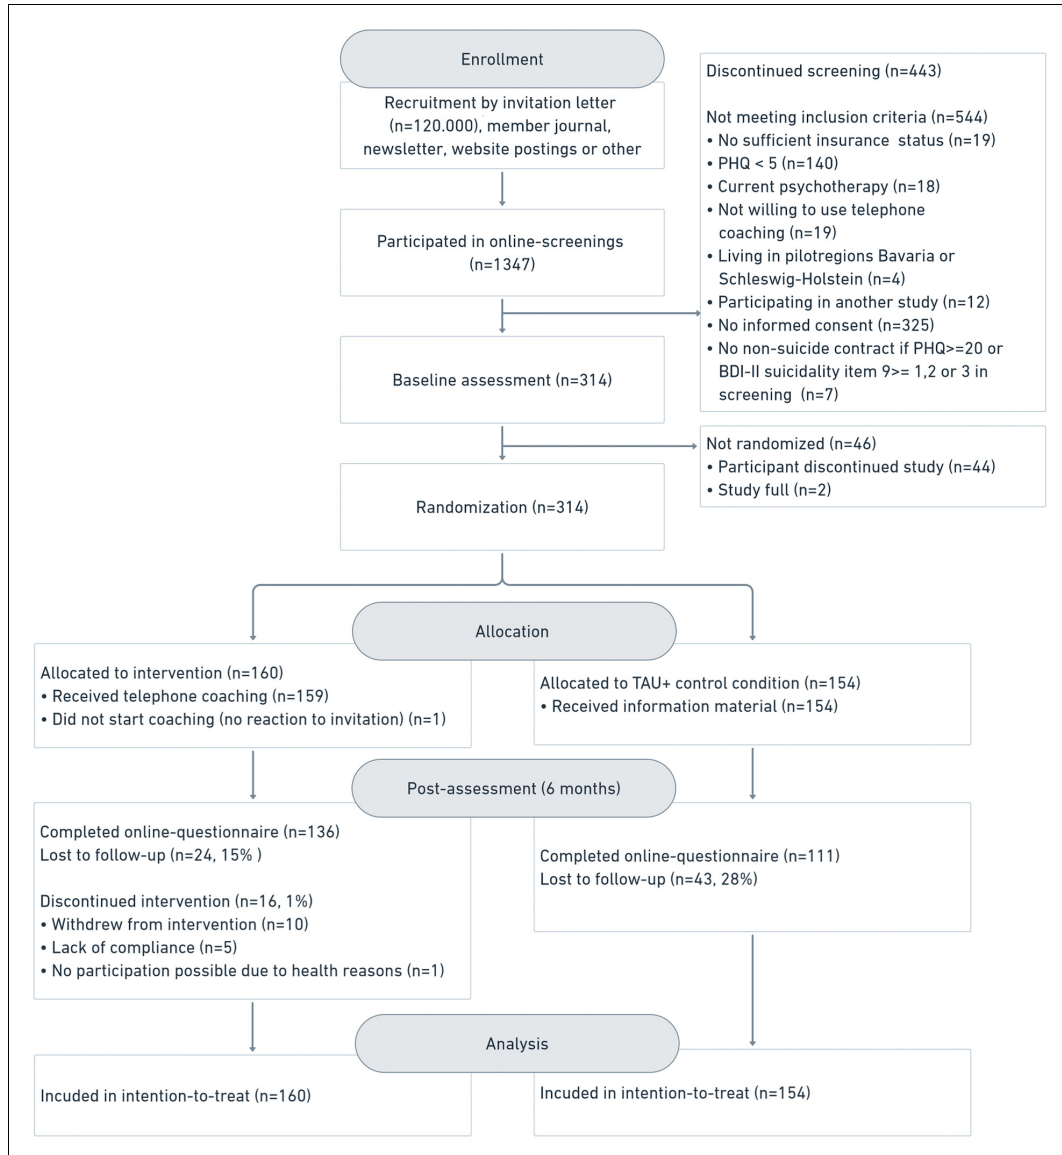 Enrollment
Recruitment by invitation letter
(n=120.000), member journal,
newsletter, website postings or other
Participated in online-screenings
(n=1347)
Discontinued screening (n=443)
Not meeting inclusion criteria (n=544)
• No sufficient insurance status (n=19)
• PHQ < 5 (n=140)
• Current psychotherapy (n=18)
• Not willing to use telephone
coaching (n=19)
• Living in pilotregions Bavaria or
Schleswig-Holstein (n=4)
• Participating in another study (n=12)
• No informed consent (n=325)
• No non-suicide contract if PHQ>=20 or
BDI-II suicidality item 9>= 1,2 or 3 in
screening (n=7)
Baseline assessment (n=314)
Not randomized (n=46)
• Participant discontinued study (n=44)
• Study full (n=2)
Randomization (n=314)
Allocation
Allocated to intervention (n=160)
• Received telephone coaching (n=159)
• Did not start coaching (no reaction to invitation) (n=1)
Allocated to TAU+ control condition (n=154)
• Received information material (n=154)
Post-assessment (6 months)
Completed online-questionnaire (n=136)
Lost to follow-up (n=24, 15% )
Discontinued intervention (n=16, 1%)
• Withdrew from intervention (n=10)
• Lack of compliance (n=5)
• No participation possible due to health reasons (n=1)
Completed online-questionnaire (n=111)
Lost to follow-up (n=43, 28%)
Analysis
Incuded in intention-to-treat (n=160)
Incuded in intention-to-treat (n=154)